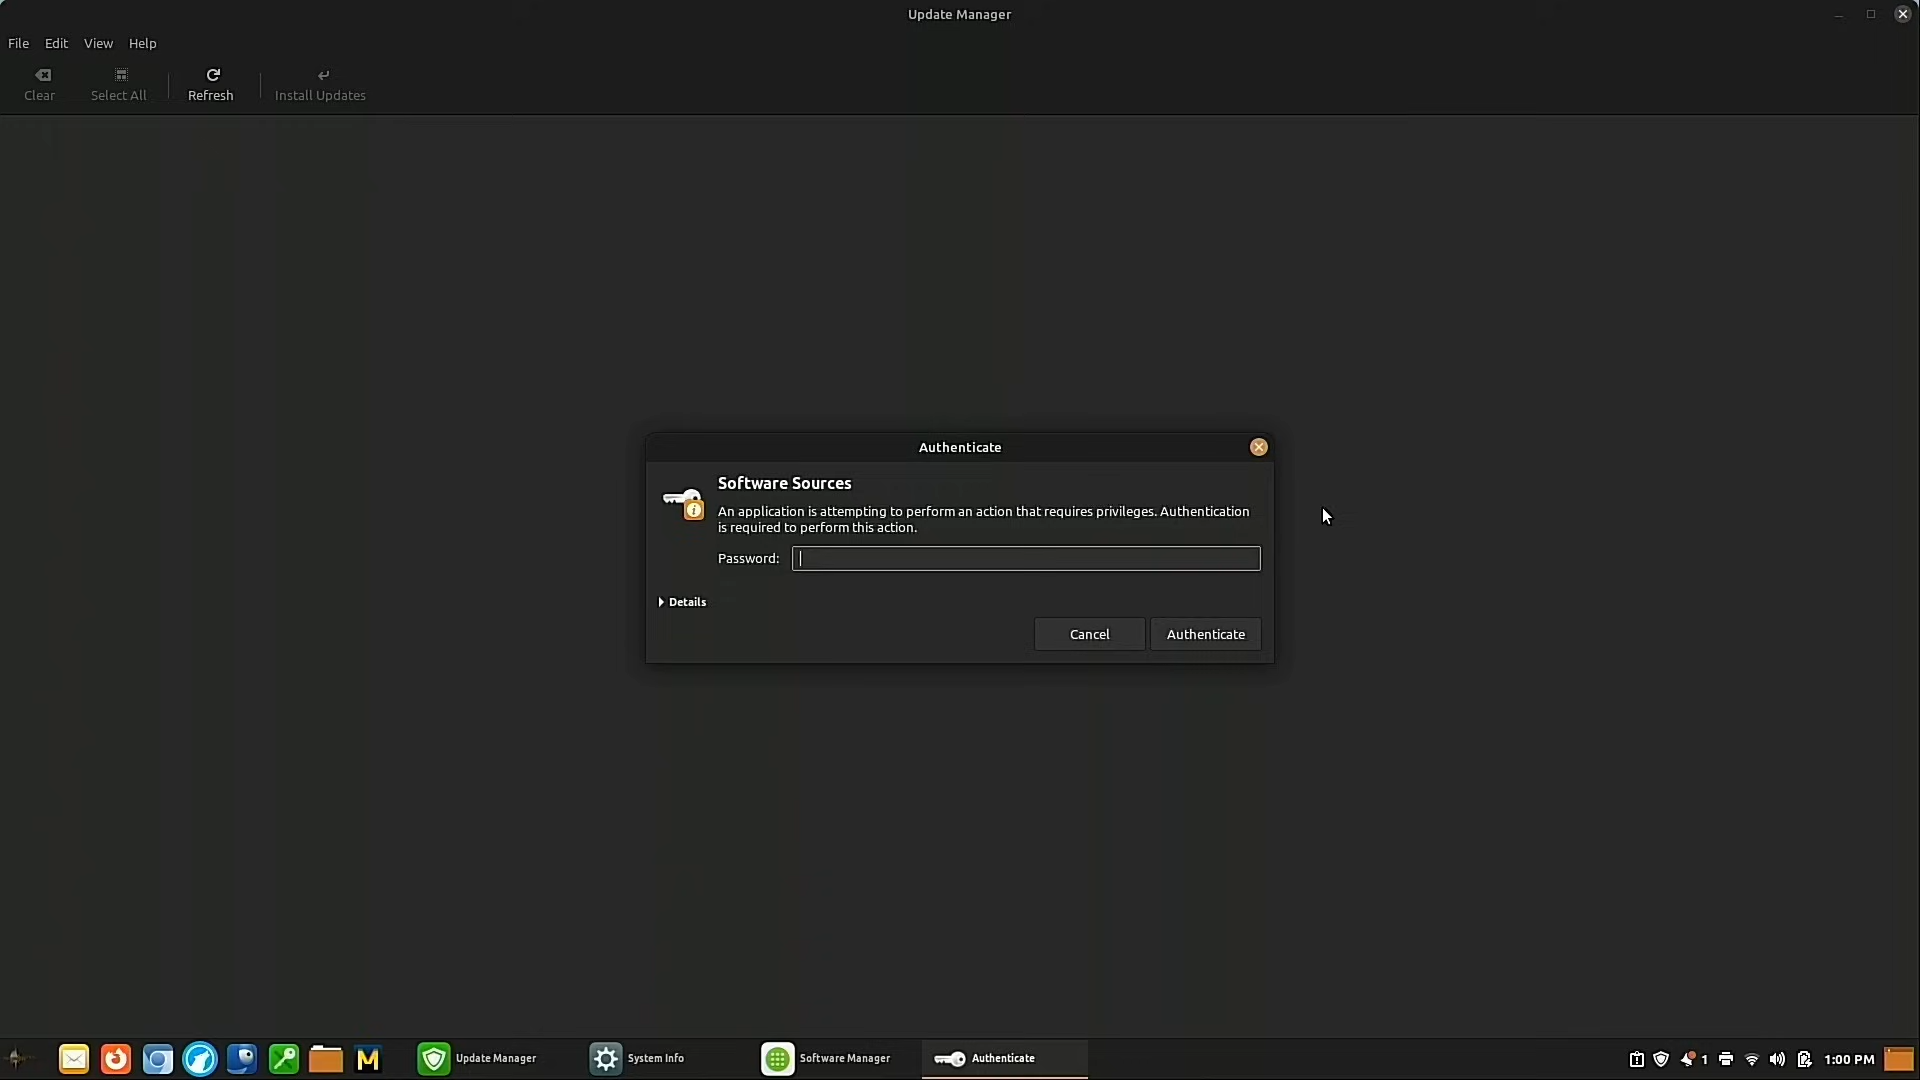 Update Manager
File Edit View Help
Clear Select All Refresh Install Updates
Authenticate
Software Sources
An application is attempting to perform an action that requires privileges. Authentication
is required to perform this action.
Password:
Details
Cancel Authenticate
M Update Manager System Info Software Manager Authenticate 1 1:00 PM